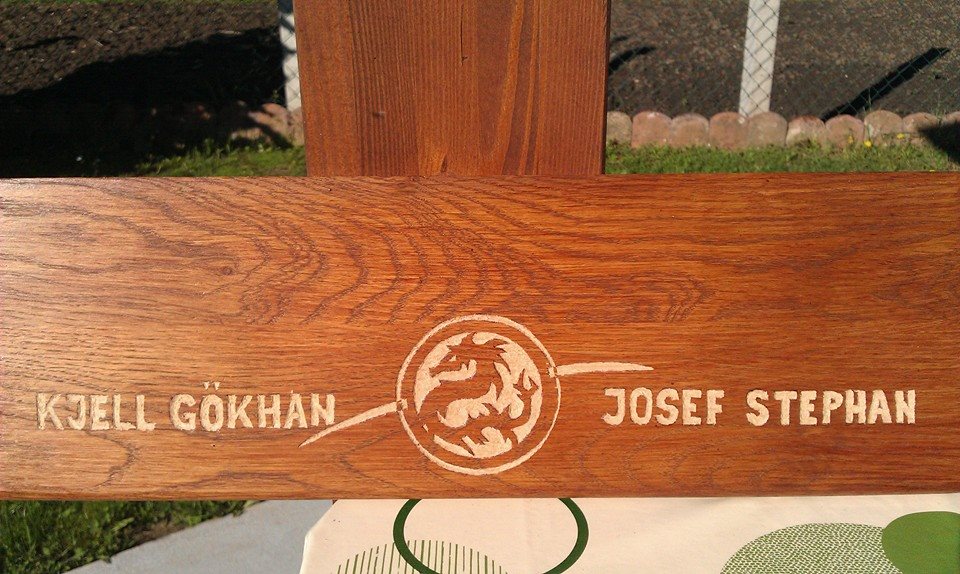 KJELL GÖKHAN JOSEF STEPHAN